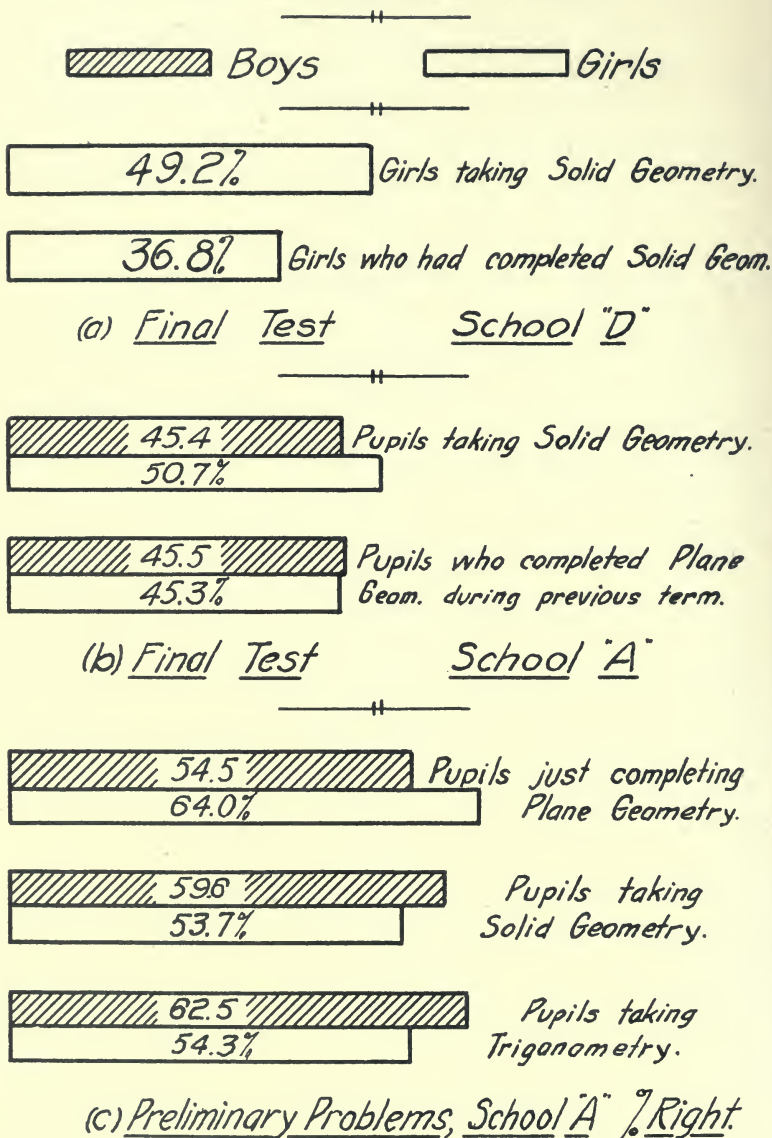 Boys Girls
49.2% Girls taking Solid Geometry.
36.8% Girls who had completed Solid Geom.
(a) Final Test School "D"
45.4 Pupils taking Solid Geometry.
50.7%
45.5 Pupils who completed Plane
45.3% Geom. during previous term.
(b) Final Test School "A"
54.5 Pupils just completing
64.0% Plane Geometry.
59.6 Pupils taking
53.7% Solid Geometry.
62.5 Pupils taking
54.3% Triganometry.
(c) Preliminary Problems, School "A" % Right.